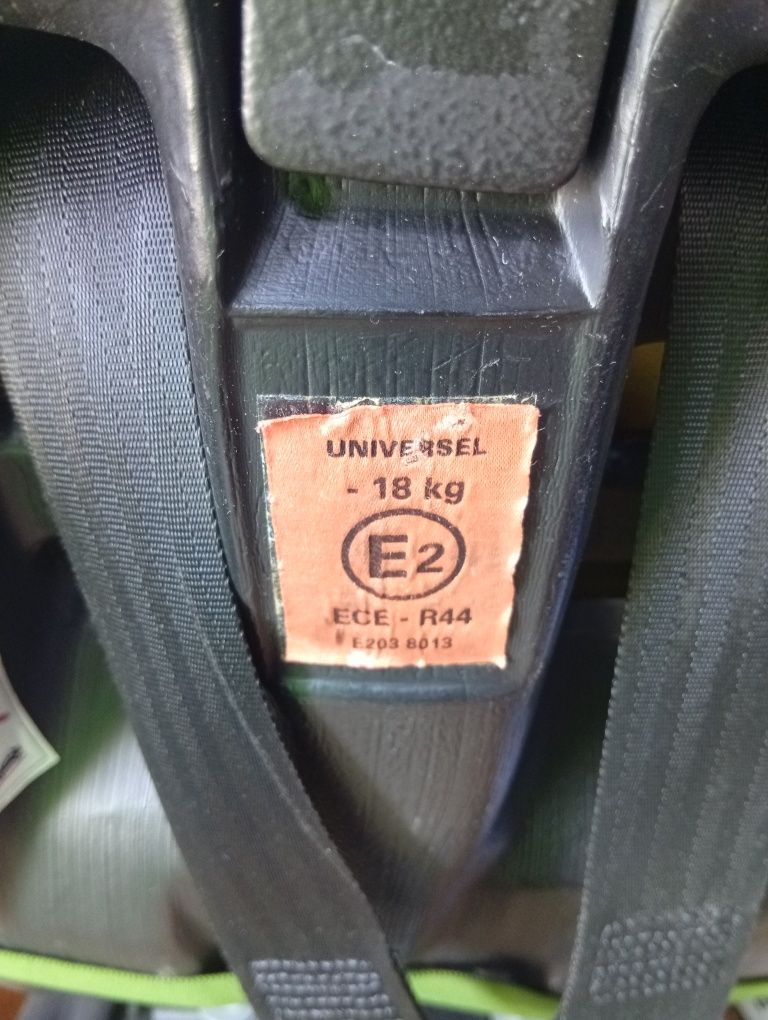 UNIVERSEL
- 18 kg
E2
ECE - R44
E203 8013